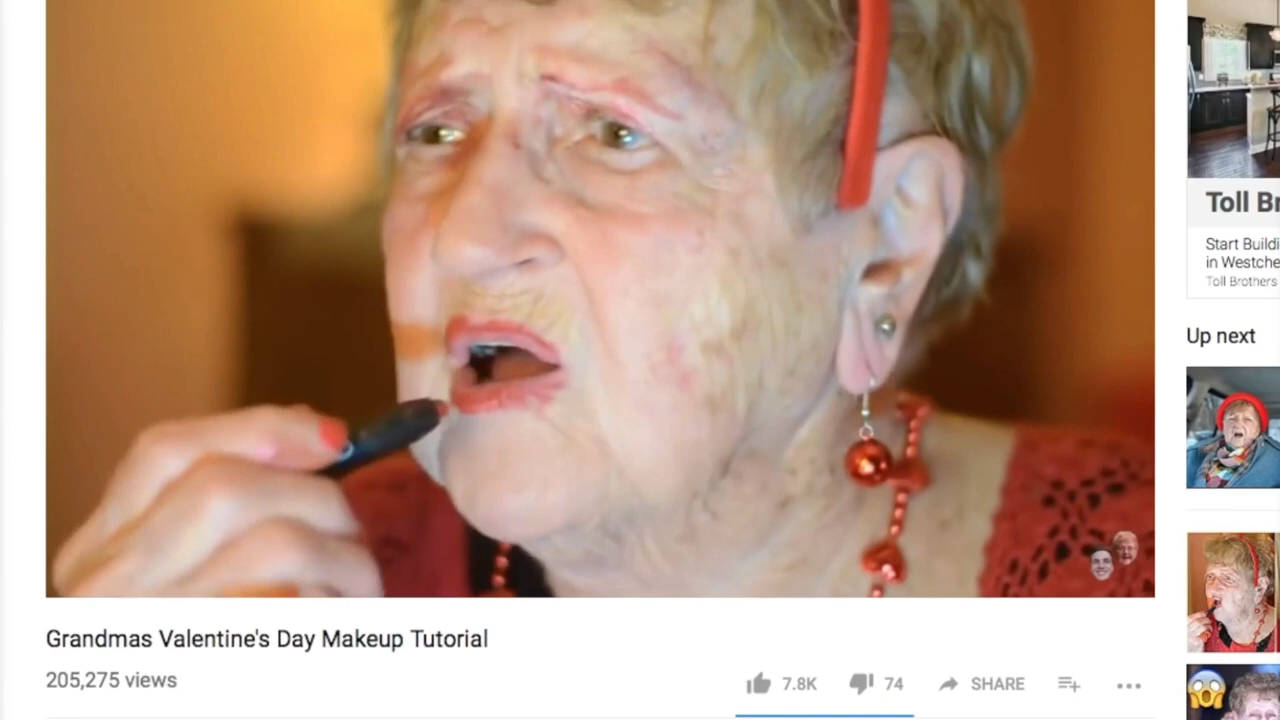 Grandmas Valentine's Day Makeup Tutorial
205,275 views
7.8K 74 SHARE
Toll Br
Start Buildi
in Westche
Toll Brothers
Up next